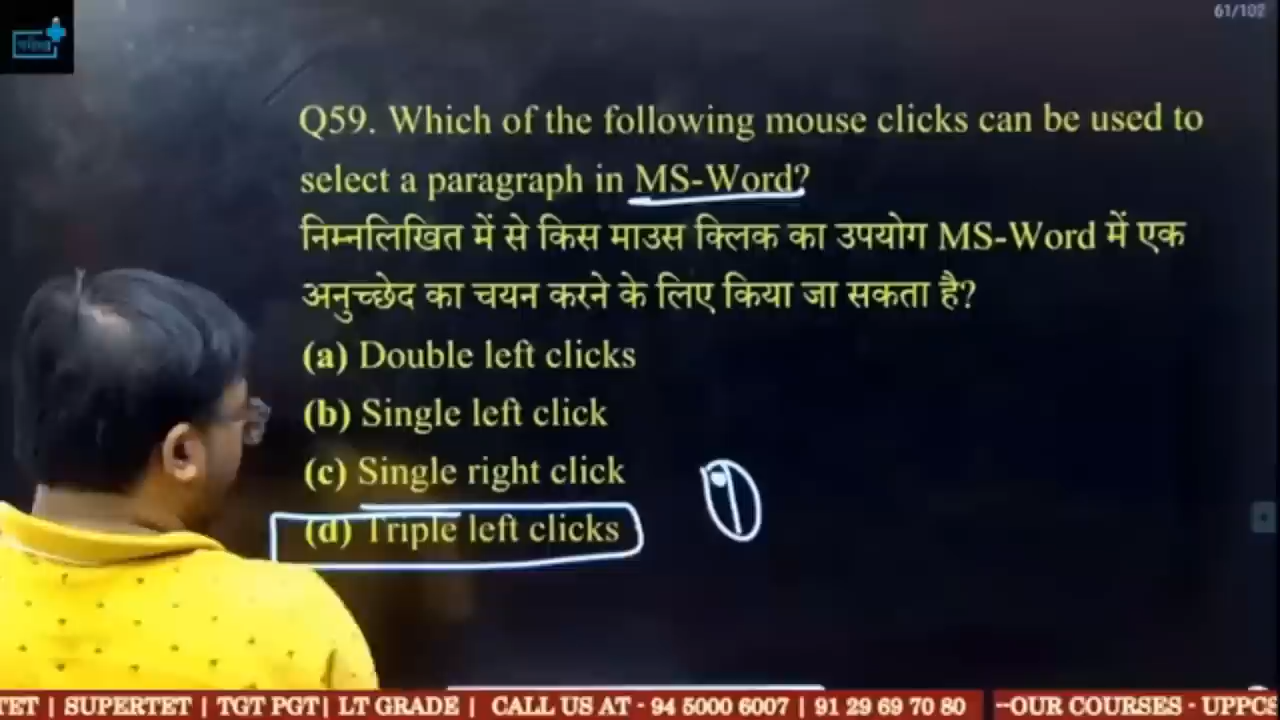 61/102
Q59. Which of the following mouse clicks can be used to
select a paragraph in MS-Word?
निम्नलिखित में से किस माउस क्लिक का उपयोग MS-Word में एक
अनुच्छेद का चयन करने के लिए किया जा सकता है?
(a) Double left clicks
(b) Single left click
(c) Single right click
(d) Triple left clicks
TET | SUPERTET | TGT PGT| LT GRADE | CALL US AT - 94 5000 6007 | 91 29 69 70 80 --OUR COURSES - UPPCS